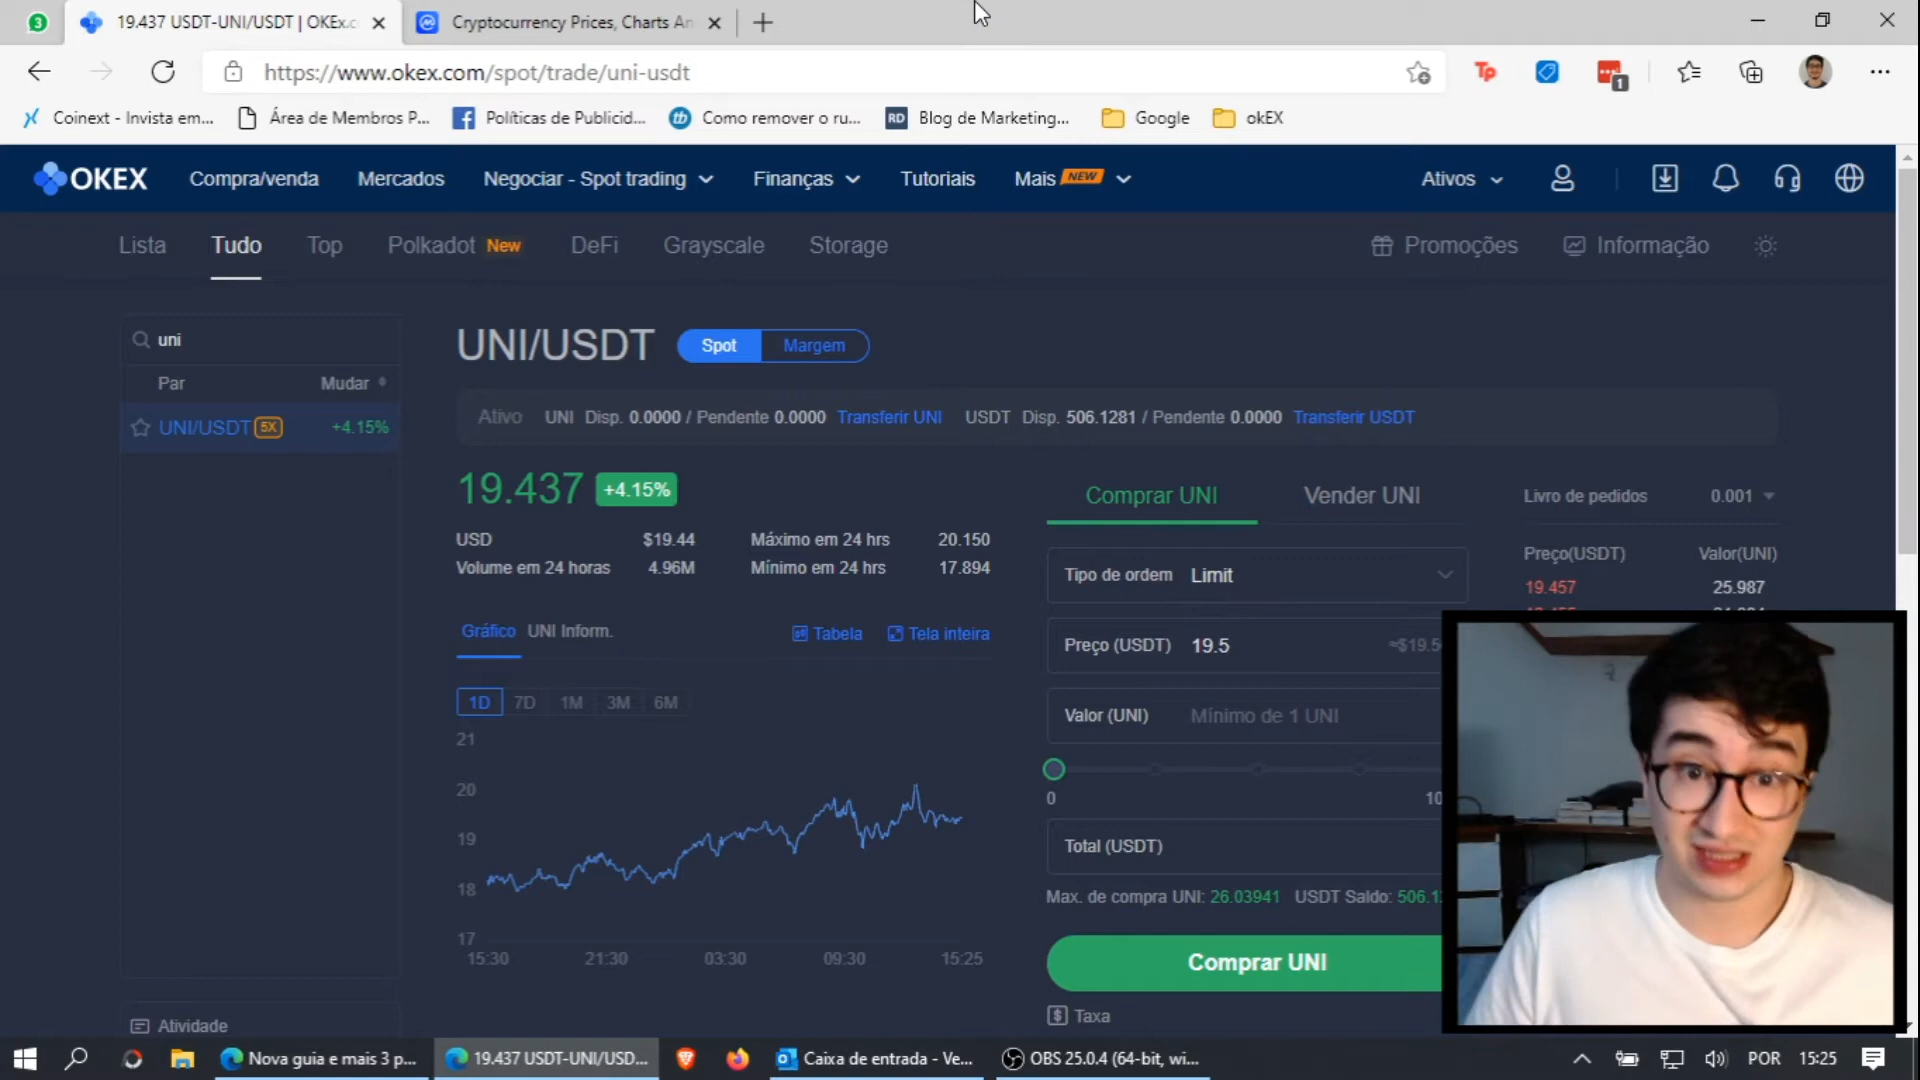 3
19.437 USDT-UNI/USDT | OKEx.c
Cryptocurrency Prices, Charts An
https://www.okex.com/spot/trade/uni-usdt
Tp
1
Coinext - Invista em...
Área de Membros P...
Políticas de Publicid...
tb
Como remover o ru...
RD
Blog de Marketing...
Google
okEX
OKEX
Compra/venda
Mercados
Negociar - Spot trading
Finanças
Tutoriais
Mais NEW
Ativos
Lista
Tudo
Top
Polkadot New
DeFi
Grayscale
Storage
Promoções
Informação
uni
Par
Mudar
UNI/USDT 5X +4.15%
UNI/USDT
Spot
Margem
Ativo UNI Disp. 0.0000 / Pendente 0.0000 Transferir UNI USDT Disp. 506.1281 / Pendente 0.0000 Transferir USDT
19.437 +4.15%
USD $19.44
Máximo em 24 hrs 20.150
Volume em 24 horas 4.96M
Mínimo em 24 hrs 17.894
Gráfico
UNI Inform.
Tabela
Tela inteira
1D 7D 1M 3M 6M
21
20
19
18
17
15:30 21:30 03:30 09:30 15:25
Comprar UNI
Vender UNI
Tipo de ordem Limit
Preço (USDT) 19.5 ≈$19.5
Valor (UNI) Mínimo de 1 UNI
0
10
Total (USDT)
Max. de compra UNI: 26.03941 USDT Saldo: 506.1
Comprar UNI
Taxa
Livro de pedidos 0.001
Preço(USDT) Valor(UNI)
19.457 25.987
Atividade
Nova guia e mais 3 p...
19.437 USDT-UNI/USD...
Caixa de entrada - Ve...
OBS 25.0.4 (64-bit, wi...
POR
15:25